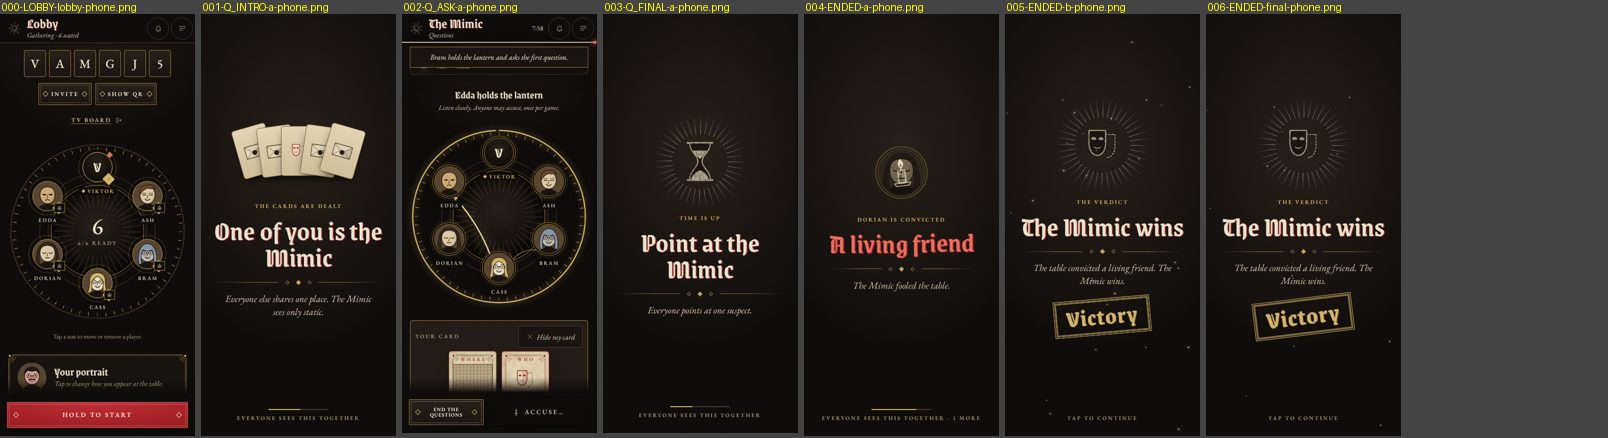 000-LOBBY-lobby-phone.png
Lobby
Gathering · 6 seated
V A M G J 5
INVITE
SHOW QR
TV BOARD
V
VIKTOR
EDDA
ASH
6
6/6 READY
DORIAN
BRAM
CASS
Tap a seat to move or remove a player.
Your portrait
Tap to change how you appear at the table.
HOLD TO START
001-Q_INTRO-a-phone.png
THE CARDS ARE DEALT
One of you is the
Mimic
Everyone else shares one place. The Mimic
sees only static.
EVERYONE SEES THIS TOGETHER
002-Q_ASK-a-phone.png
The Mimic
Questions
7:58
Bram holds the lantern and asks the first question.
Edda holds the lantern
Listen closely. Anyone may accuse, once per game.
V
VIKTOR
EDDA
ASH
DORIAN
BRAM
CASS
YOUR CARD
Hide my card
WHERE
WHO
END THE
QUESTIONS
ACCUSE...
003-Q_FINAL-a-phone.png
TIME IS UP
Point at the
Mimic
Everyone points at one suspect.
EVERYONE SEES THIS TOGETHER
004-ENDED-a-phone.png
DORIAN IS CONVICTED
A living friend
The Mimic fooled the table.
EVERYONE SEES THIS TOGETHER · 1 MORE
005-ENDED-b-phone.png
THE VERDICT
The Mimic wins
The table convicted a living friend. The
Mimic wins.
Victory
TAP TO CONTINUE
006-ENDED-final-phone.png
THE VERDICT
The Mimic wins
The table convicted a living friend. The
Mimic wins.
Victory
TAP TO CONTINUE